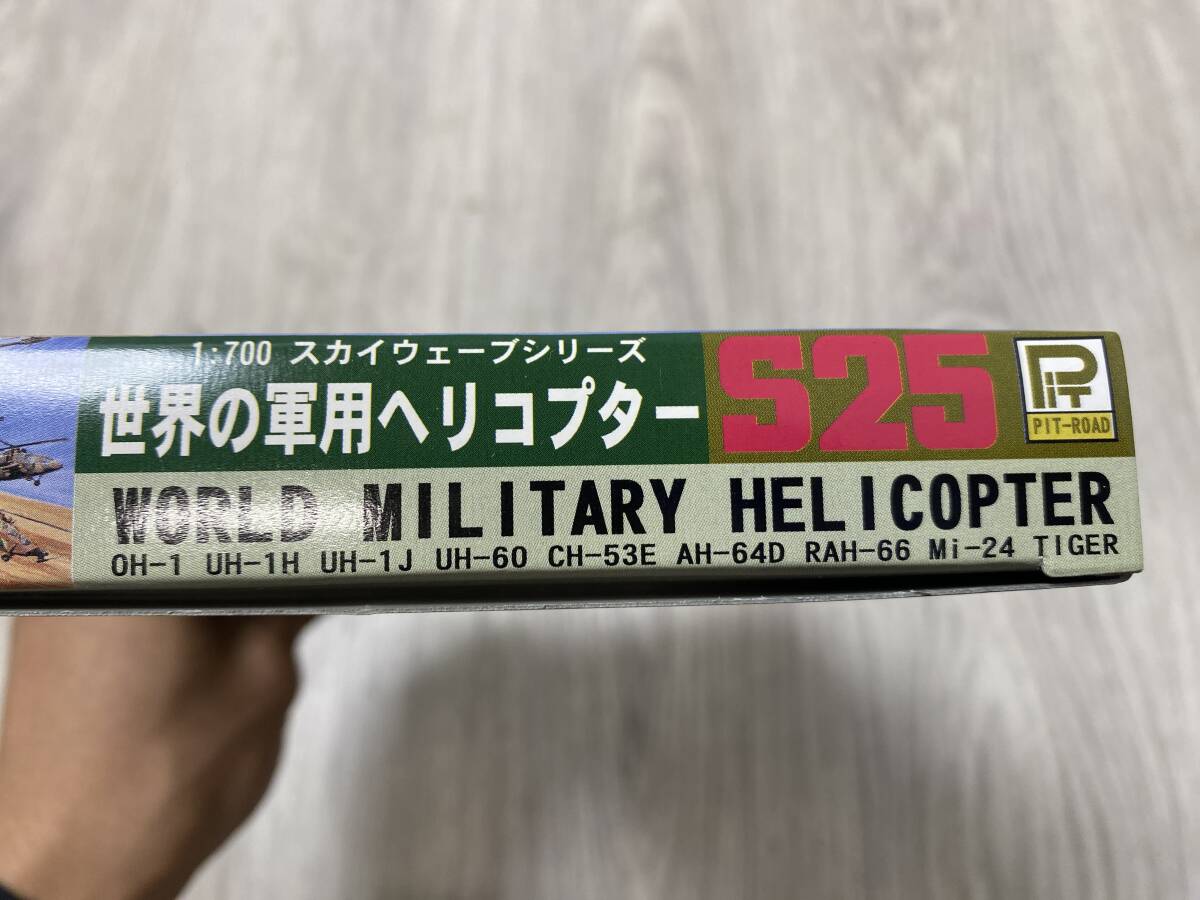 1:700 スカイウェーブシリーズ
世界の軍用ヘリコプター
S25
PIT
PIT-ROAD
WORLD MILITARY HELICOPTER
OH-1 UH-1H UH-1J UH-60 CH-53E AH-64D RAH-66 Mi-24 TIGER